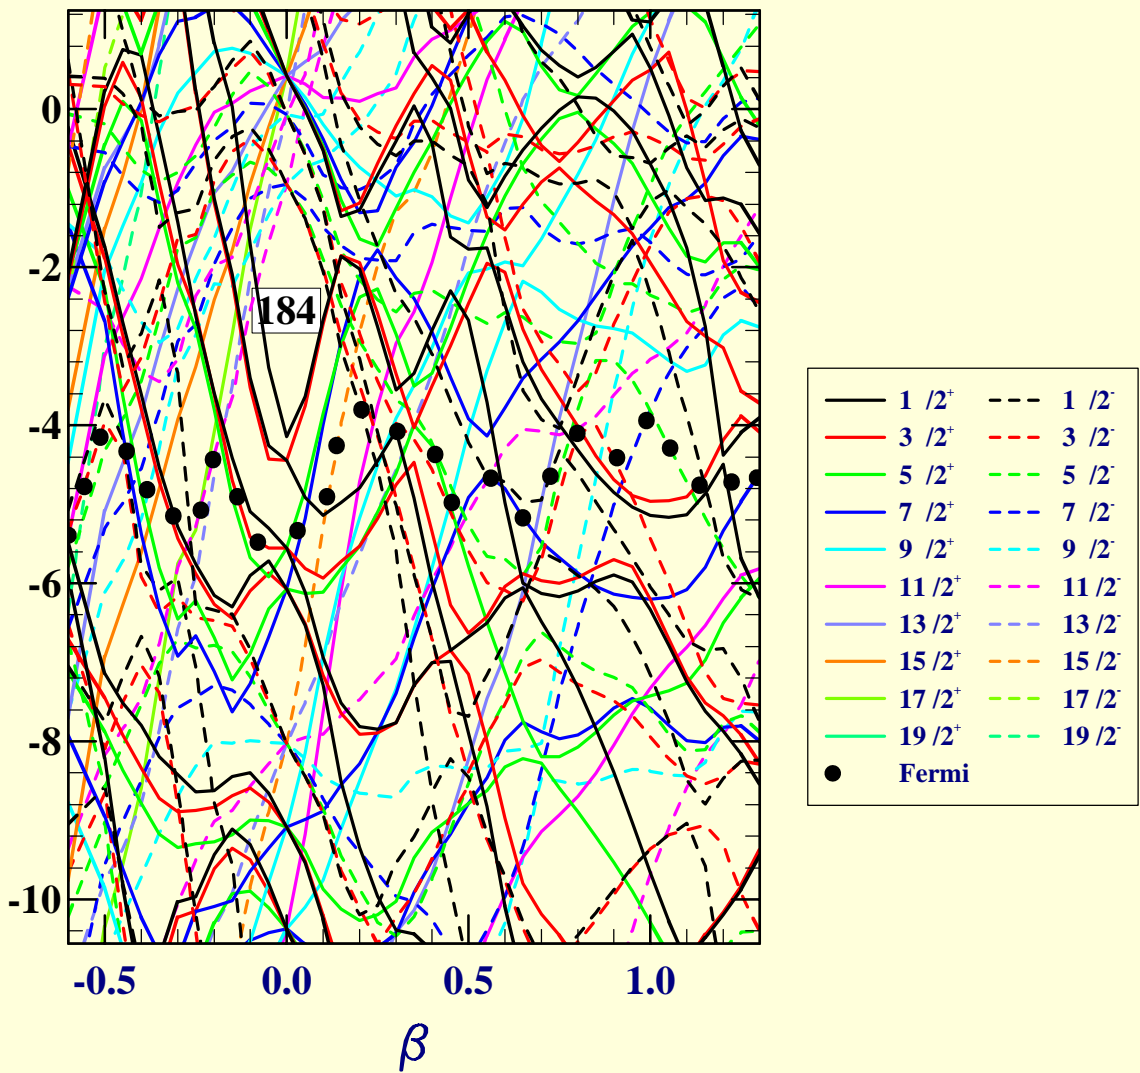 0
-2
184
-4
-6
-8
-10
-0.5 0.0 0.5 1.0
β
1 /2+ 1 /2-
3 /2+ 3 /2-
5 /2+ 5 /2-
7 /2+ 7 /2-
9 /2+ 9 /2-
11 /2+ 11 /2-
13 /2+ 13 /2-
15 /2+ 15 /2-
17 /2+ 17 /2-
19 /2+ 19 /2-
Fermi